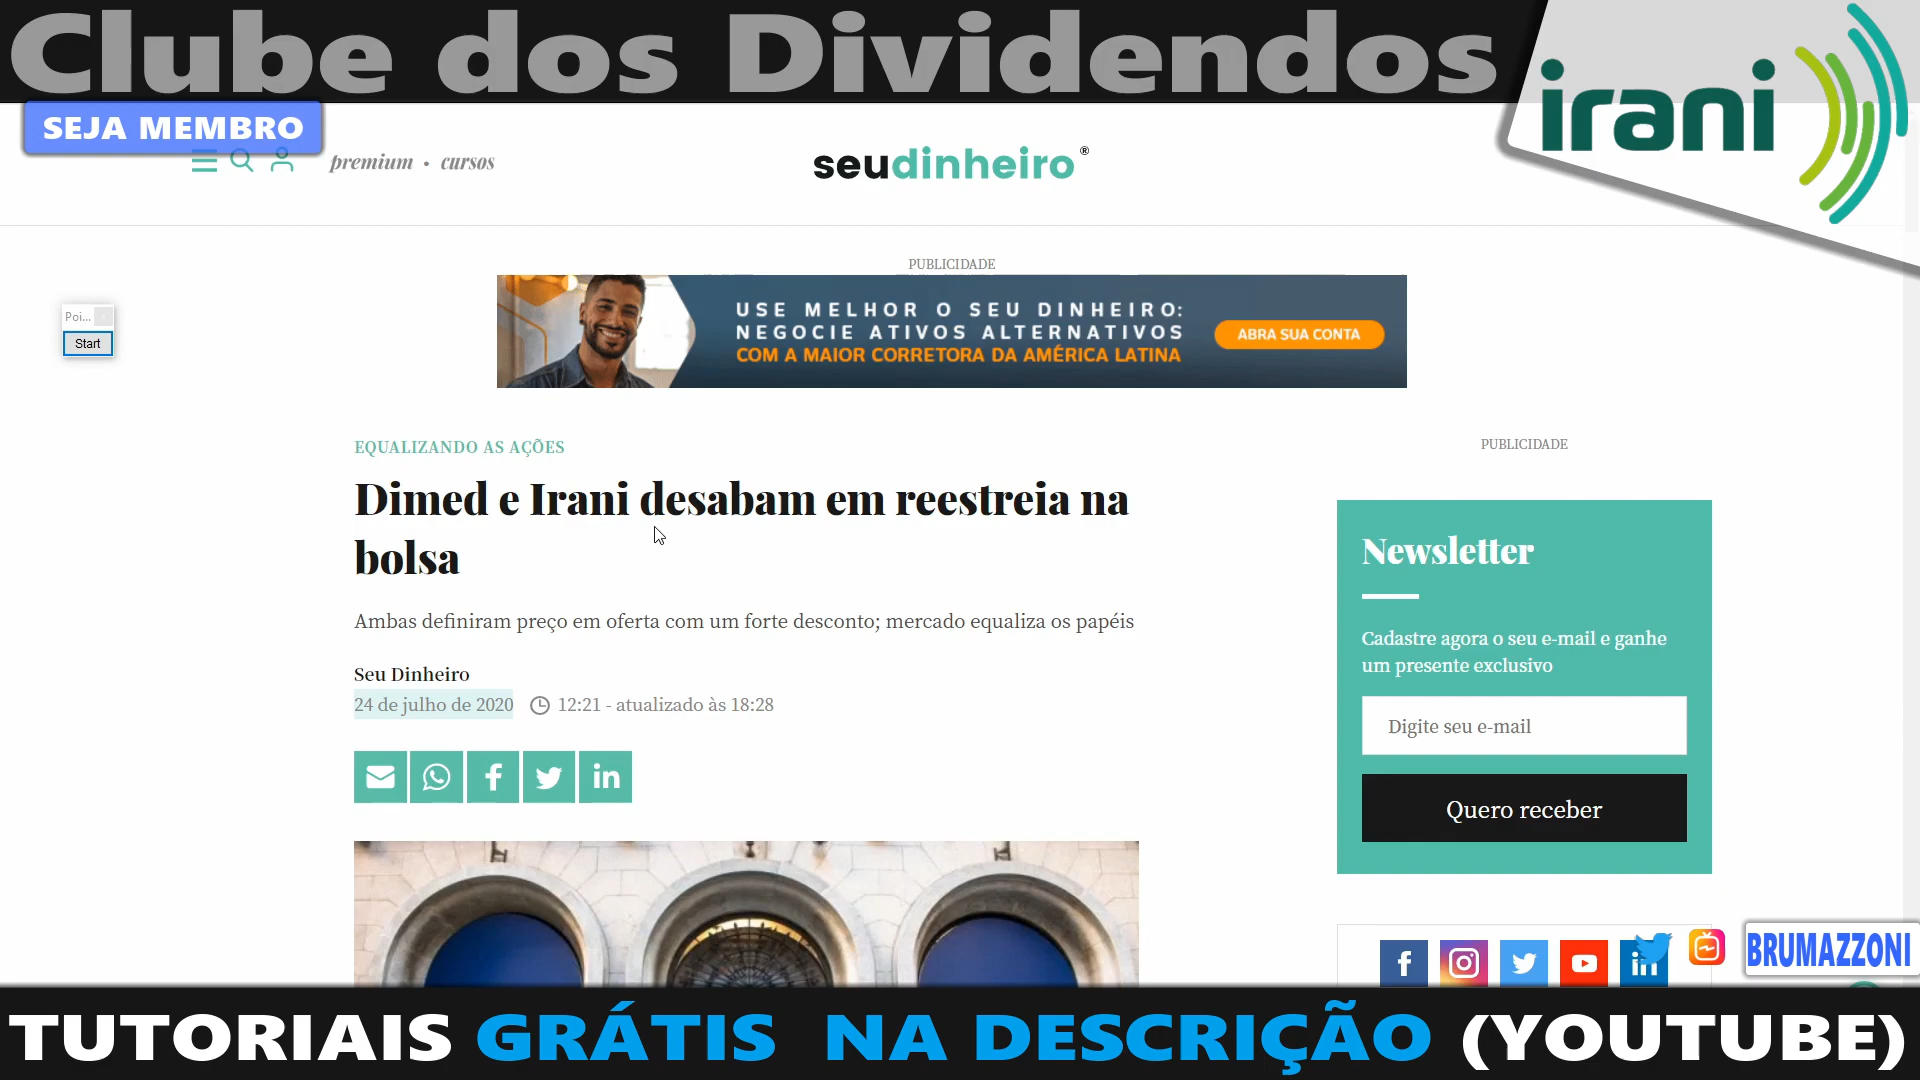 Clube dos Dividendos
irani
SEJA MEMBRO
premium • cursos
seudinheiro®
PUBLICIDADE
USE MELHOR O SEU DINHEIRO:
NEGOCIE ATIVOS ALTERNATIVOS
COM A MAIOR CORRETORA DA AMÉRICA LATINA
ABRA SUA CONTA
Poi...
Start
EQUALIZANDO AS AÇÕES
Dimed e Irani desabam em reestreia na
bolsa
Ambas definiram preço em oferta com um forte desconto; mercado equaliza os papéis
Seu Dinheiro
24 de julho de 2020 12:21 - atualizado às 18:28
PUBLICIDADE
Newsletter
Cadastre agora o seu e-mail e ganhe
um presente exclusivo
Digite seu e-mail
Quero receber
BRUMAZZONI
TUTORIAIS GRÁTIS NA DESCRIÇÃO (YOUTUBE)